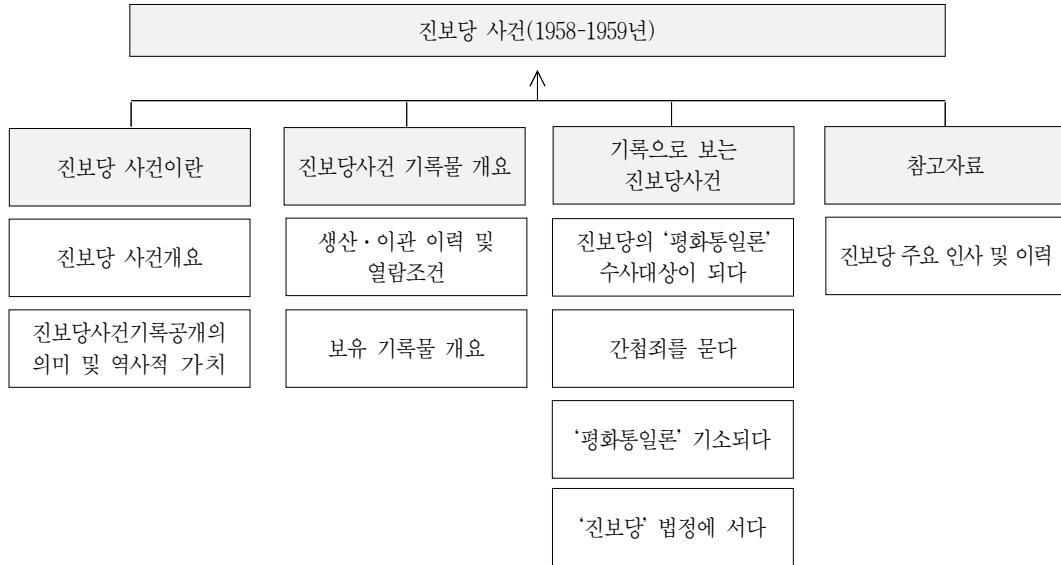 진보당 사건(1958-1959년)
진보당 사건이란
진보당 사건개요
진보당사건기록공개의
의미 및 역사적 가치
진보당사건 기록물 개요
생산·이관 이력 및
열람조건
보유 기록물 개요
기록으로 보는
진보당사건
진보당의 ‘평화통일론’
수사대상이 되다
간첩죄를 묻다
‘평화통일론’ 기소되다
‘진보당’ 법정에 서다
참고자료
진보당 주요 인사 및 이력